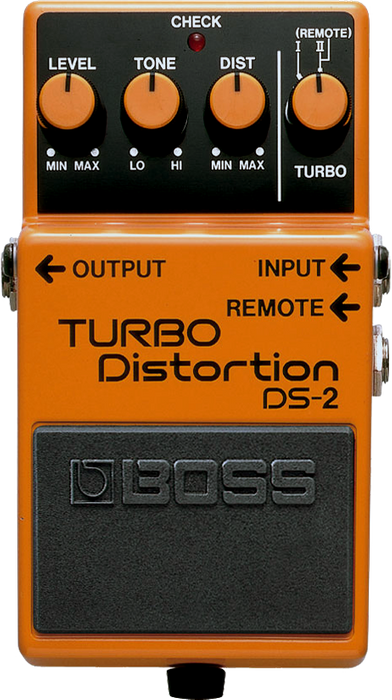 CHECK
(REMOTE)
I II
LEVEL TONE DIST
MIN MAX LO HI MIN MAX
TURBO
OUTPUT INPUT
REMOTE
TURBO
Distortion
DS-2
BOSS